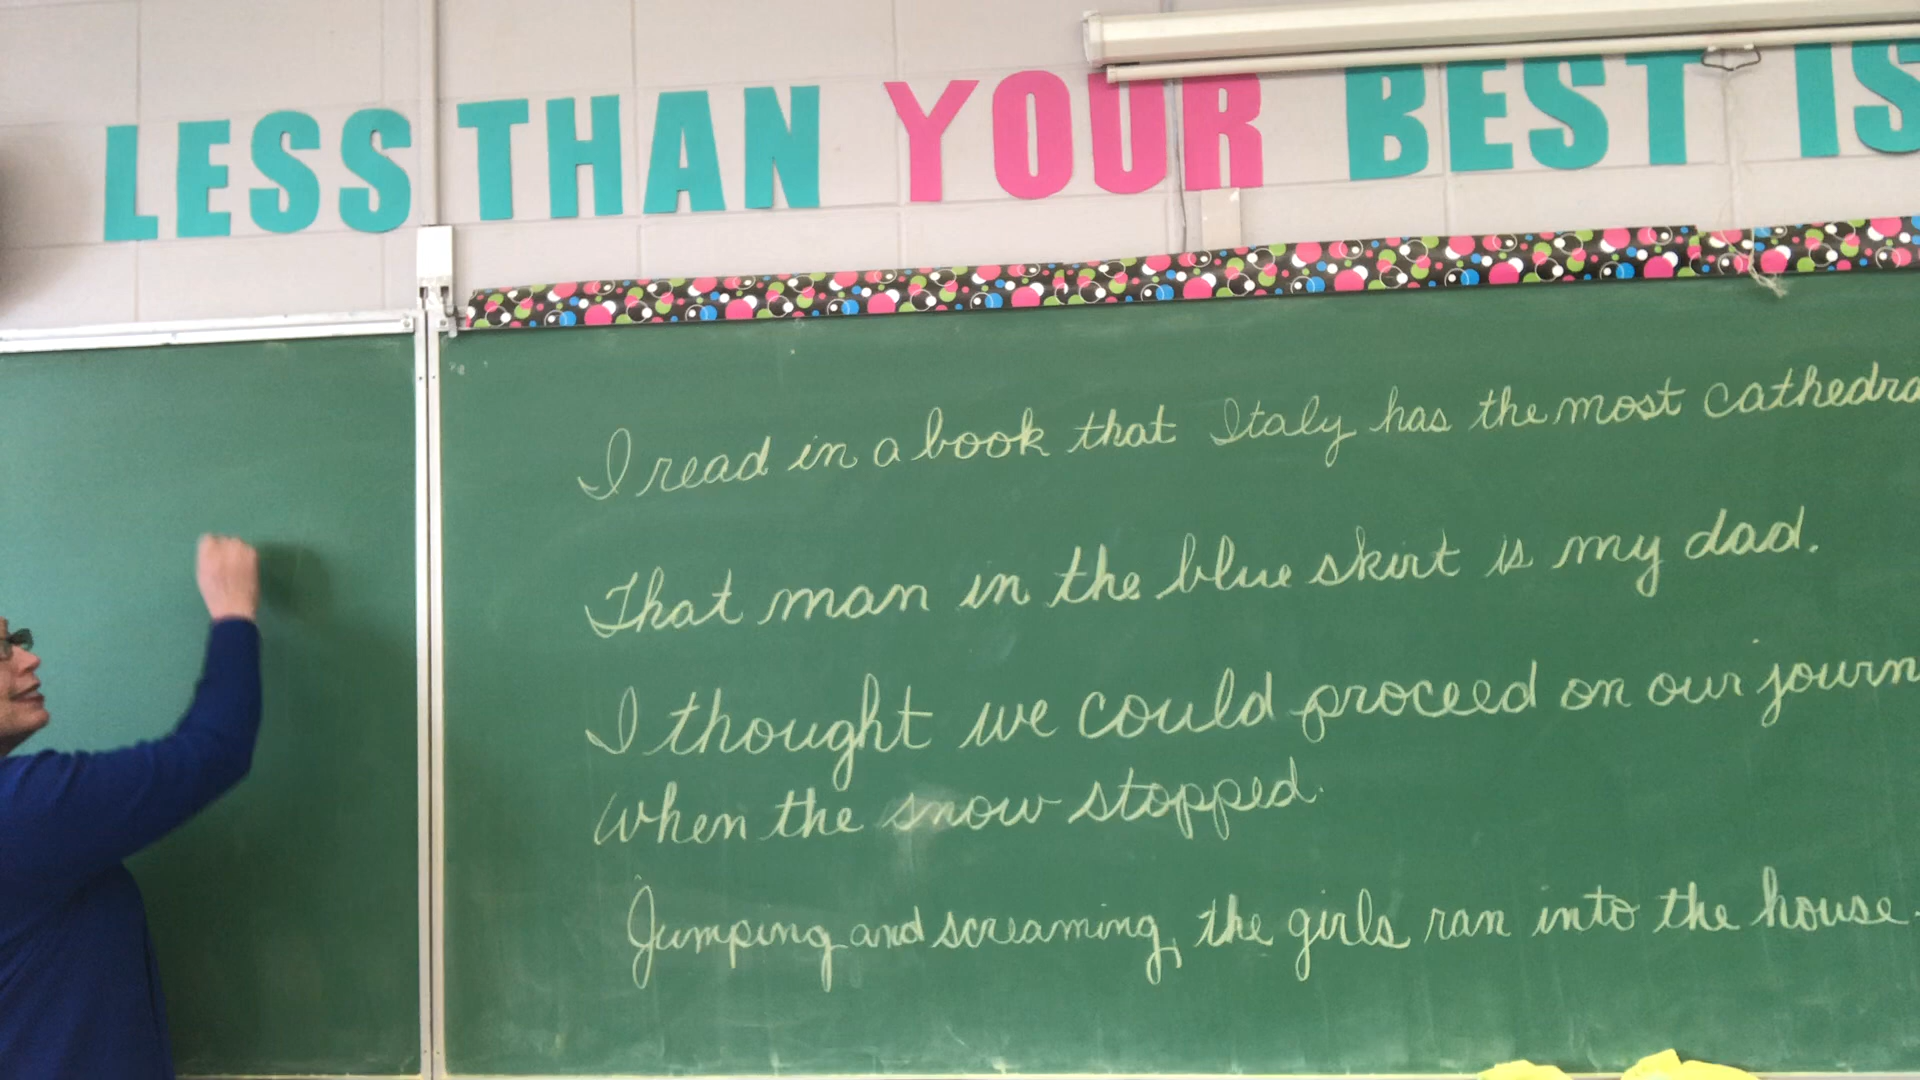 LESS THAN YOUR BEST IS
I read in a book that Italy has the most cathedra
That man in the blue skirt is my dad.
I thought we could proceed on our journ
when the snow stopped.
Jumping and screaming, the girls ran into the house.